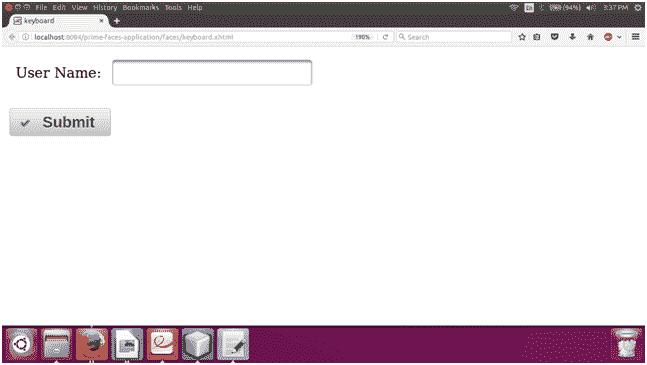 File Edit View History Bookmarks Tools Help
En (94%) 3:37 PM
keyboard
localhost:8084/prime-faces-application/faces/keyboard.xhtml 190% Search
User Name:
Submit